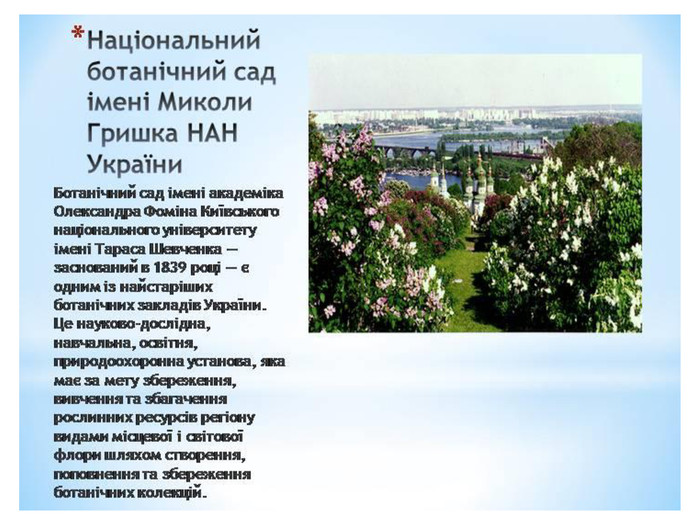 * Національний
ботанічний сад
імені Миколи
Гришка НАН
України
Ботанічний сад імені академіка
Олександра Фоміна Київського
національного університету
імені Тараса Шевченка —
заснований в 1839 році — є
одним із найстаріших
ботанічних закладів України.
Це науково-дослідна,
навчальна, освітня,
природоохоронна установа, яка
має за мету збереження,
вивчення та збагачення
рослинних ресурсів регіону
видами місцевої і світової
флори шляхом створення,
поповнення та збереження
ботанічних колекцій.